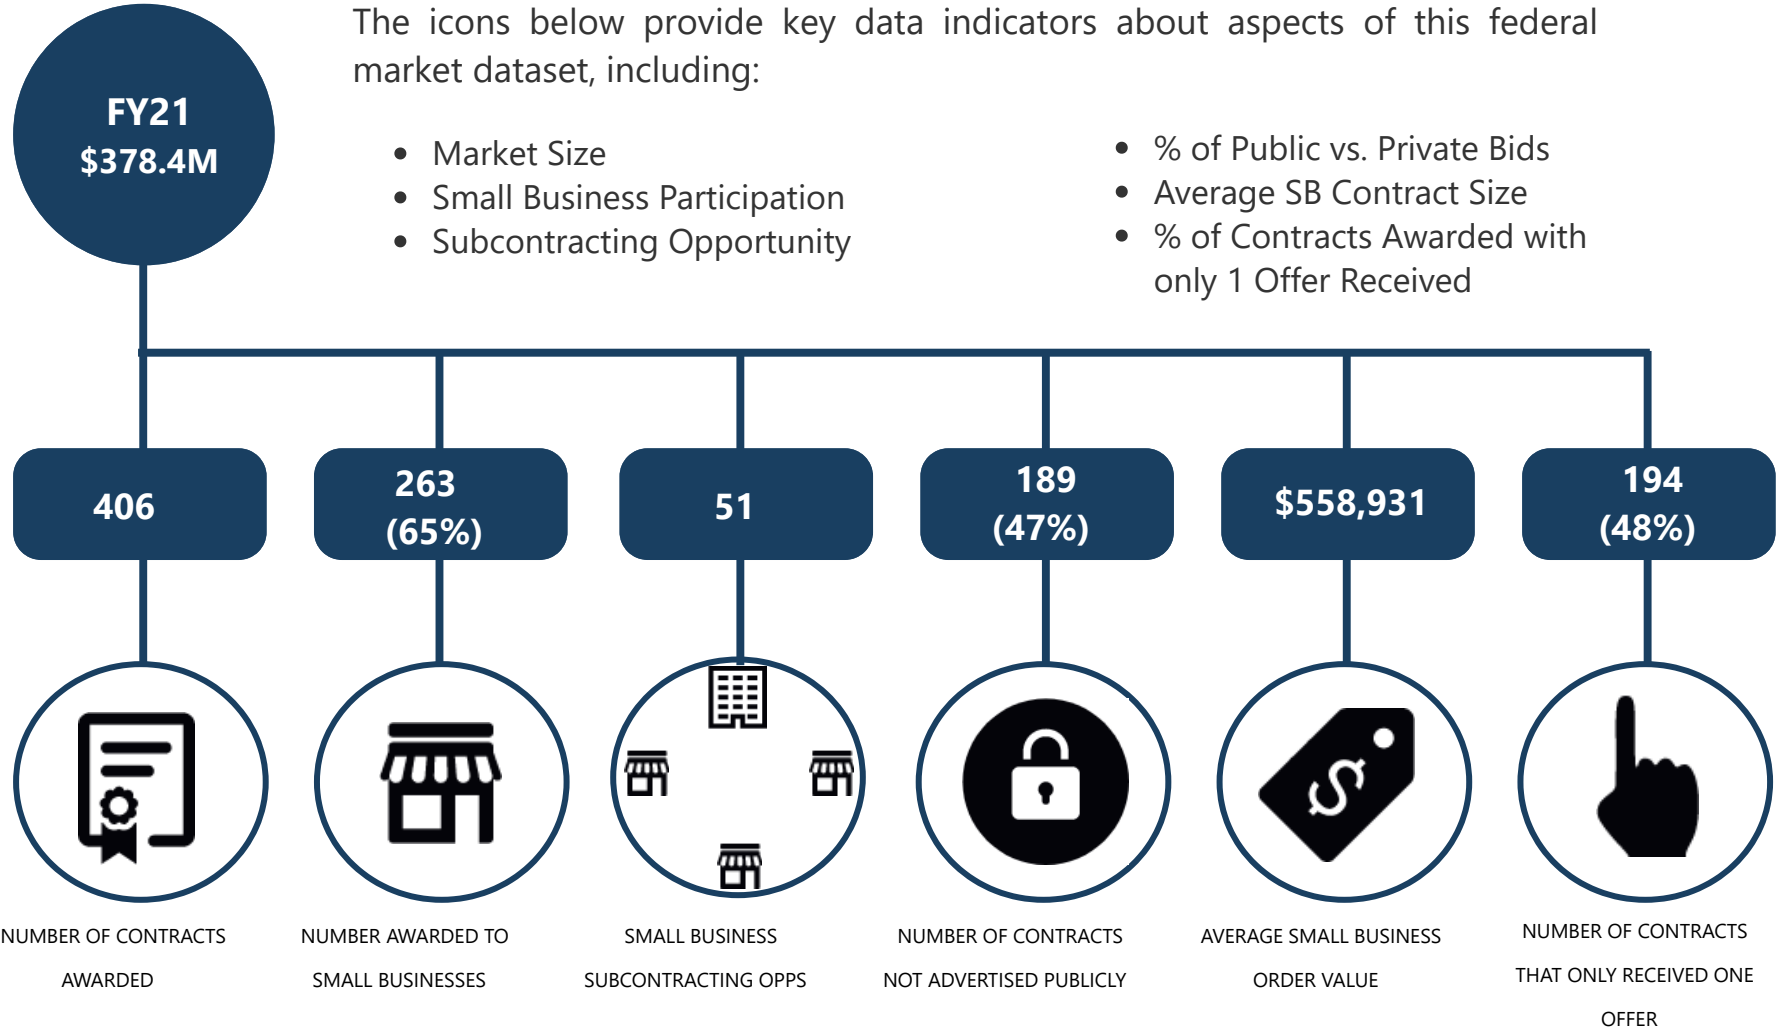 The icons below provide key data indicators about aspects of this federal
market dataset, including:
FY21
$378.4M
• Market Size
• Small Business Participation
• Subcontracting Opportunity
• % of Public vs. Private Bids
• Average SB Contract Size
• % of Contracts Awarded with
only 1 Offer Received
406
263
(65%)
51
189
(47%)
$558,931
194
(48%)
$
NUMBER OF CONTRACTS
AWARDED
NUMBER AWARDED TO
SMALL BUSINESSES
SMALL BUSINESS
SUBCONTRACTING OPPS
NUMBER OF CONTRACTS
NOT ADVERTISED PUBLICLY
AVERAGE SMALL BUSINESS
ORDER VALUE
NUMBER OF CONTRACTS
THAT ONLY RECEIVED ONE
OFFER